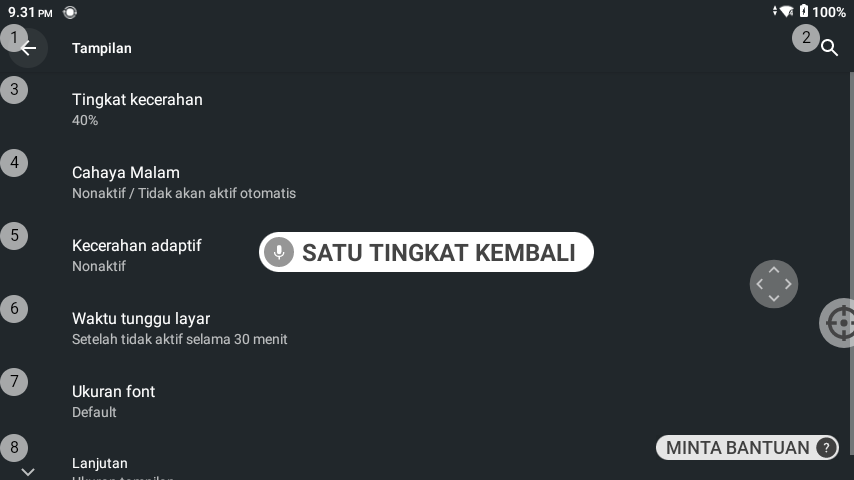 9.31 PM 100%
1 Tampilan 2
3 Tingkat kecerahan
40%
4 Cahaya Malam
Nonaktif / Tidak akan aktif otomatis
5 Kecerahan adaptif
Nonaktif
SATU TINGKAT KEMBALI
6 Waktu tunggu layar
Setelah tidak aktif selama 30 menit
7 Ukuran font
Default
8 Lanjutan
MINTA BANTUAN ?